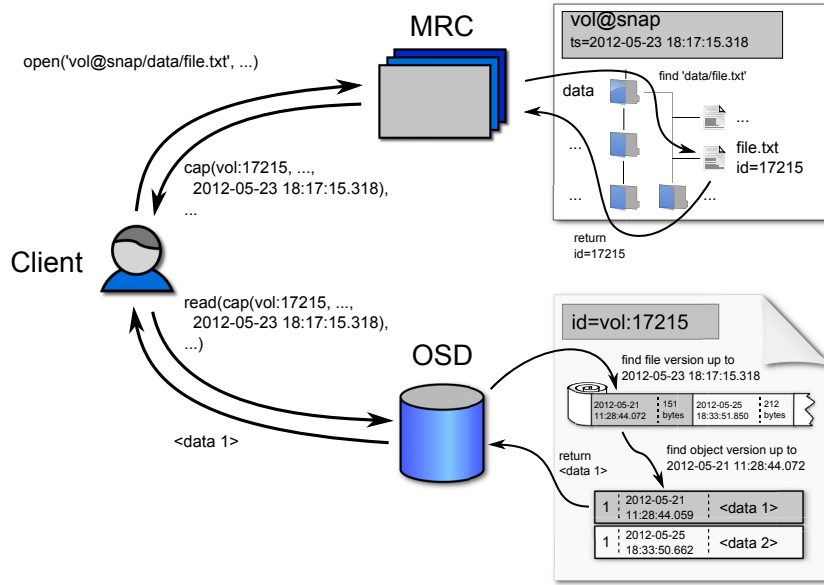 MRC
open('vol@snap/data/file.txt', ...)
cap(vol:17215, ...,
2012-05-23 18:17:15.318),
...
vol@snap
ts=2012-05-23 18:17:15.318
find 'data/file.txt'
data
...
...
file.txt
id=17215
...
...
return
id=17215
Client
read(cap(vol:17215, ...,
2012-05-23 18:17:15.318),
...)
OSD
<data 1>
id=vol:17215
find file version up to
2012-05-23 18:17:15.318
@
2012-05-21
11:28:44.072
151
bytes
2012-05-25
18:33:51.850
212
bytes
find object version up to
2012-05-21 11:28:44.072
return
<data 1>
1
2012-05-21
11:28:44.059
<data 1>
1
2012-05-25
18:33:50.662
<data 2>